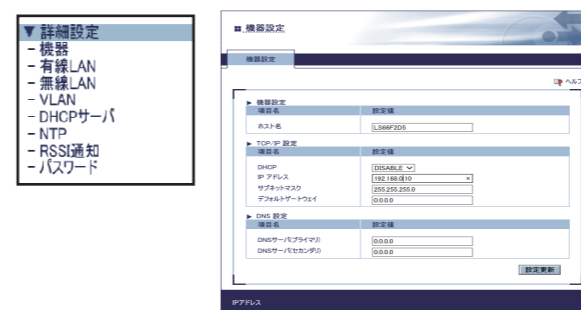 ▼ 詳細設定
- 機器
- 有線LAN
- 無線LAN
- VLAN
- DHCPサーバ
- NTP
- RSSI通知
- パスワード
機器設定
機器設定
ヘルプ
▶ 機器設定
項目名 設定値
ホスト名 LS66F2D5
▶ TCP/IP 設定
項目名 設定値
DHCP DISABLE
IP アドレス 192.168.0.10 ×
サブネットマスク 255.255.255.0
デフォルトゲートウェイ 0.0.0.0
▶ DNS 設定
項目名 設定値
DNSサーバ(プライマリ) 0.0.0.0
DNSサーバ(セカンダリ) 0.0.0.0
設定更新
IPアドレス